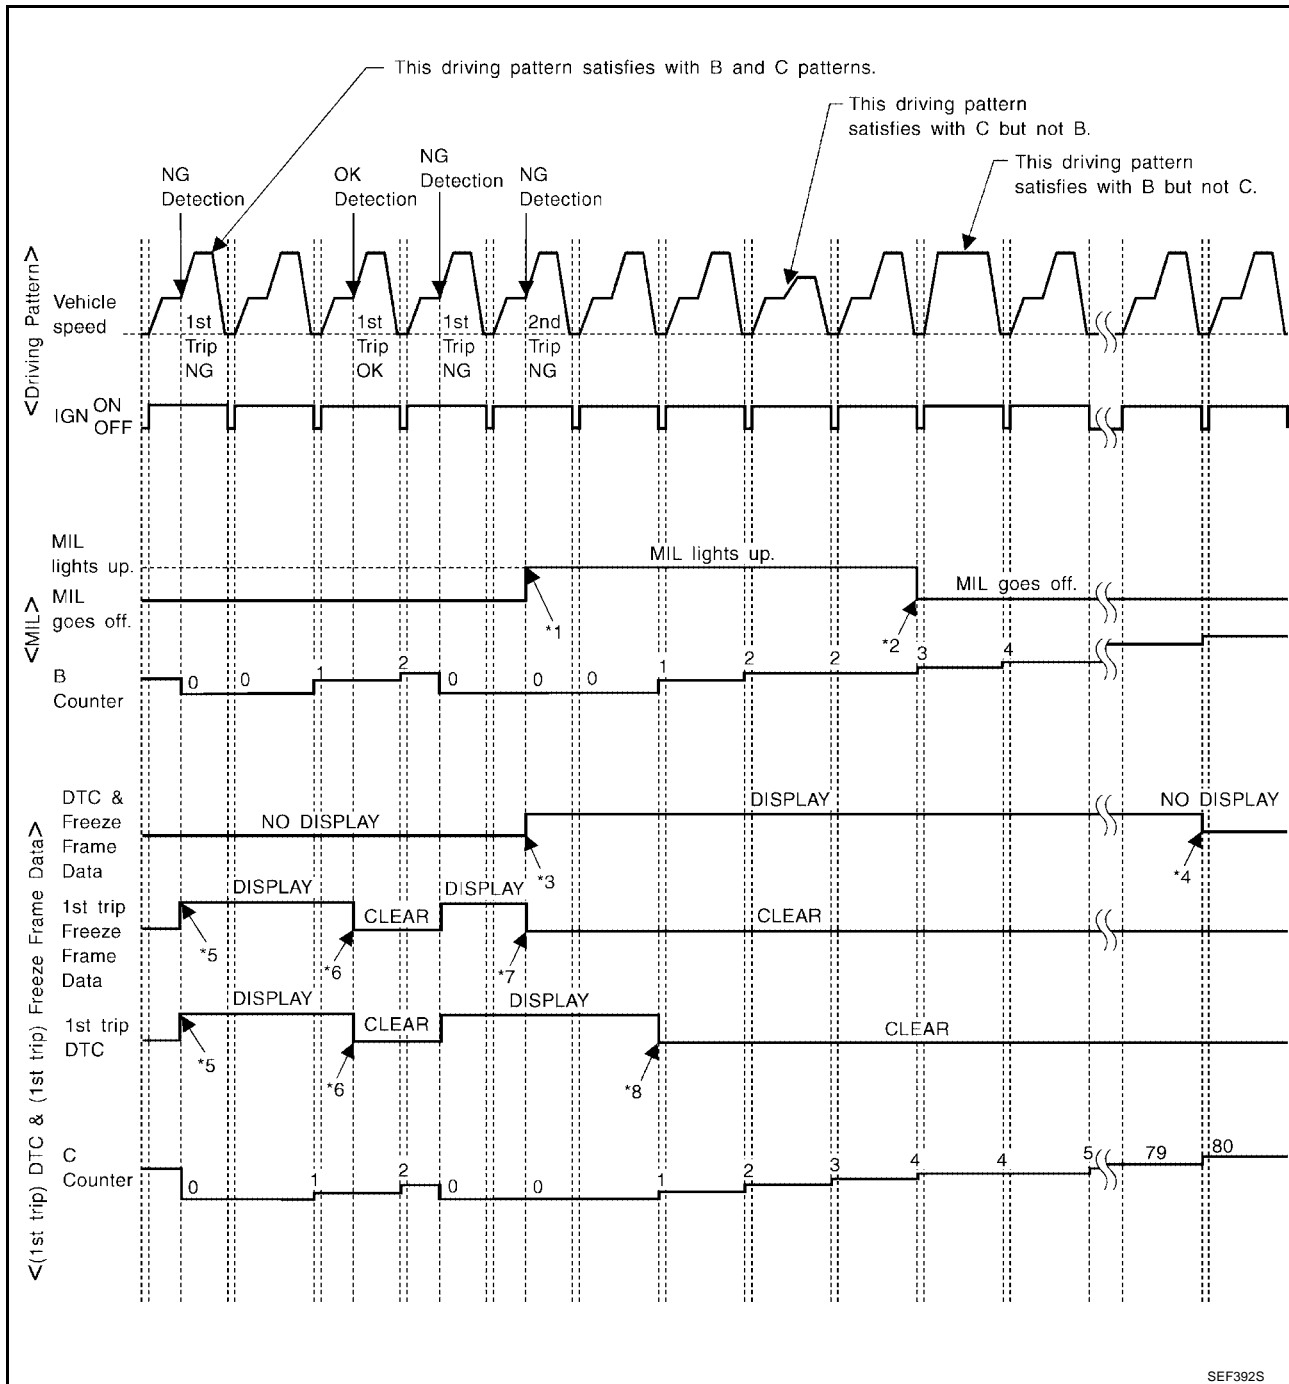 This driving pattern satisfies with B and C patterns.
This driving pattern
satisfies with C but not B.
This driving pattern
satisfies with B but not C.
NG
Detection
OK
Detection
NG
Detection
NG
Detection
<Driving Pattern>
Vehicle
speed
1st
Trip
NG
1st
Trip
OK
1st
Trip
NG
2nd
Trip
NG
IGN ON
OFF
<MIL>
MIL
lights up.
MIL
goes off.
MIL lights up.
MIL goes off.
*1
*2
B
Counter
0 0 1 2 0 0 0 1 2 2 3 4
<(1st trip) DTC & (1st trip) Freeze Frame Data>
DTC &
Freeze
Frame
Data
NO DISPLAY
DISPLAY
NO DISPLAY
*3
*4
1st trip
Freeze
Frame
Data
DISPLAY
CLEAR
DISPLAY
CLEAR
*5
*6
*7
1st trip
DTC
DISPLAY
CLEAR
DISPLAY
CLEAR
*5
*6
*8
C
Counter
0 1 2 0 0 1 2 3 4 4 5 79 80
SEF392S